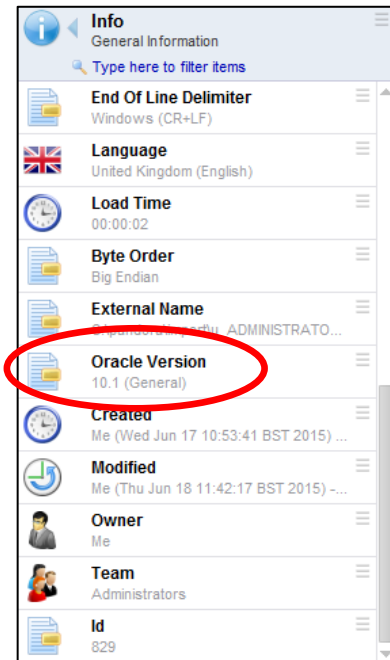 Info
General Information
Type here to filter items
End Of Line Delimiter
Windows (CR+LF)
Language
United Kingdom (English)
Load Time
00:00:02
Byte Order
Big Endian
External Name
ADMINISTRATO...
Oracle Version
10.1 (General)
Created
Me (Wed Jun 17 10:53:41 BST 2015) ...
Modified
Me (Thu Jun 18 11:42:17 BST 2015) -...
Owner
Me
Team
Administrators
Id
829